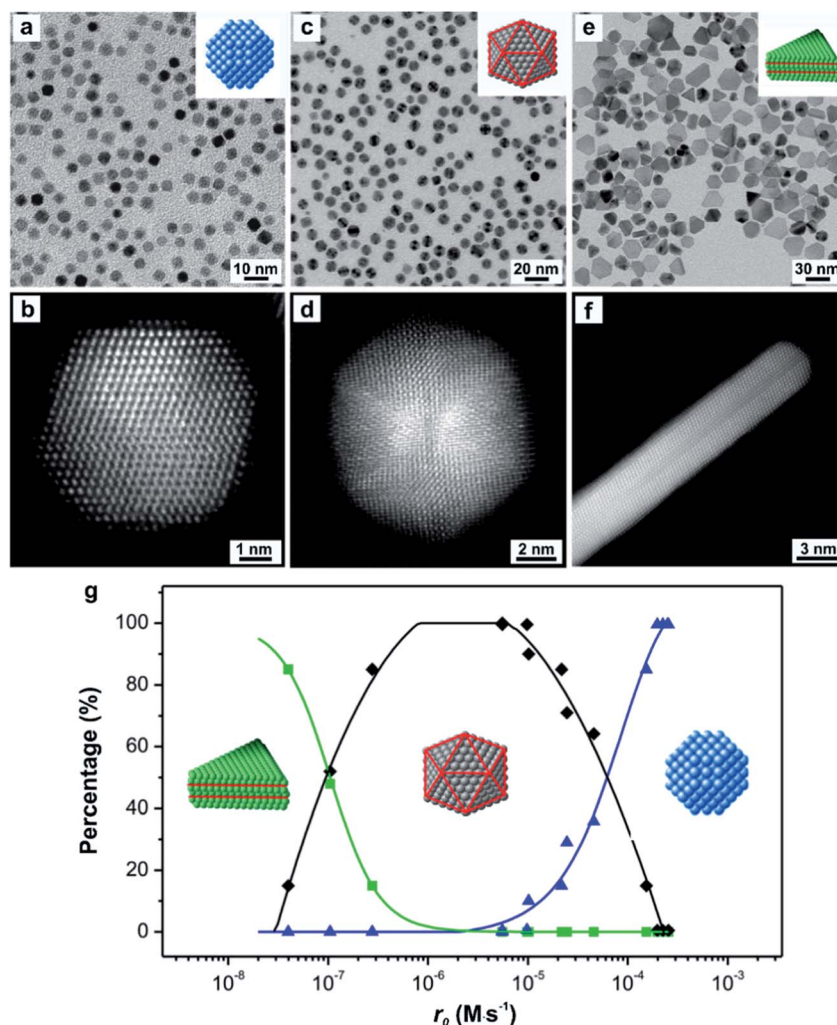 a
c
e
10 nm
20 nm
30 nm
b
d
f
1 nm
2 nm
3 nm
g
100
80
60
40
20
0
Percentage (%)
10⁻⁸
10⁻⁷
10⁻⁶
10⁻⁵
10⁻⁴
10⁻³
r₀ (M·s⁻¹)